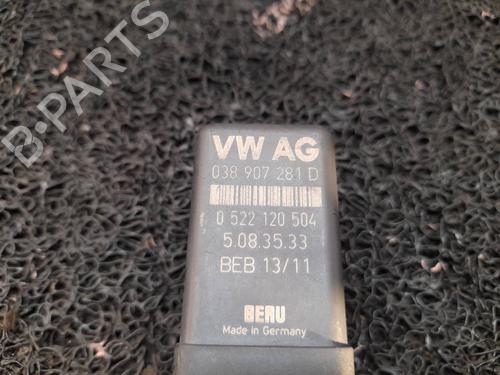 B-PARTS
VW AG
038 907 281 D
0 522 120 504
5.08.35.33
BEB 13/11
BERU
Made in Germany